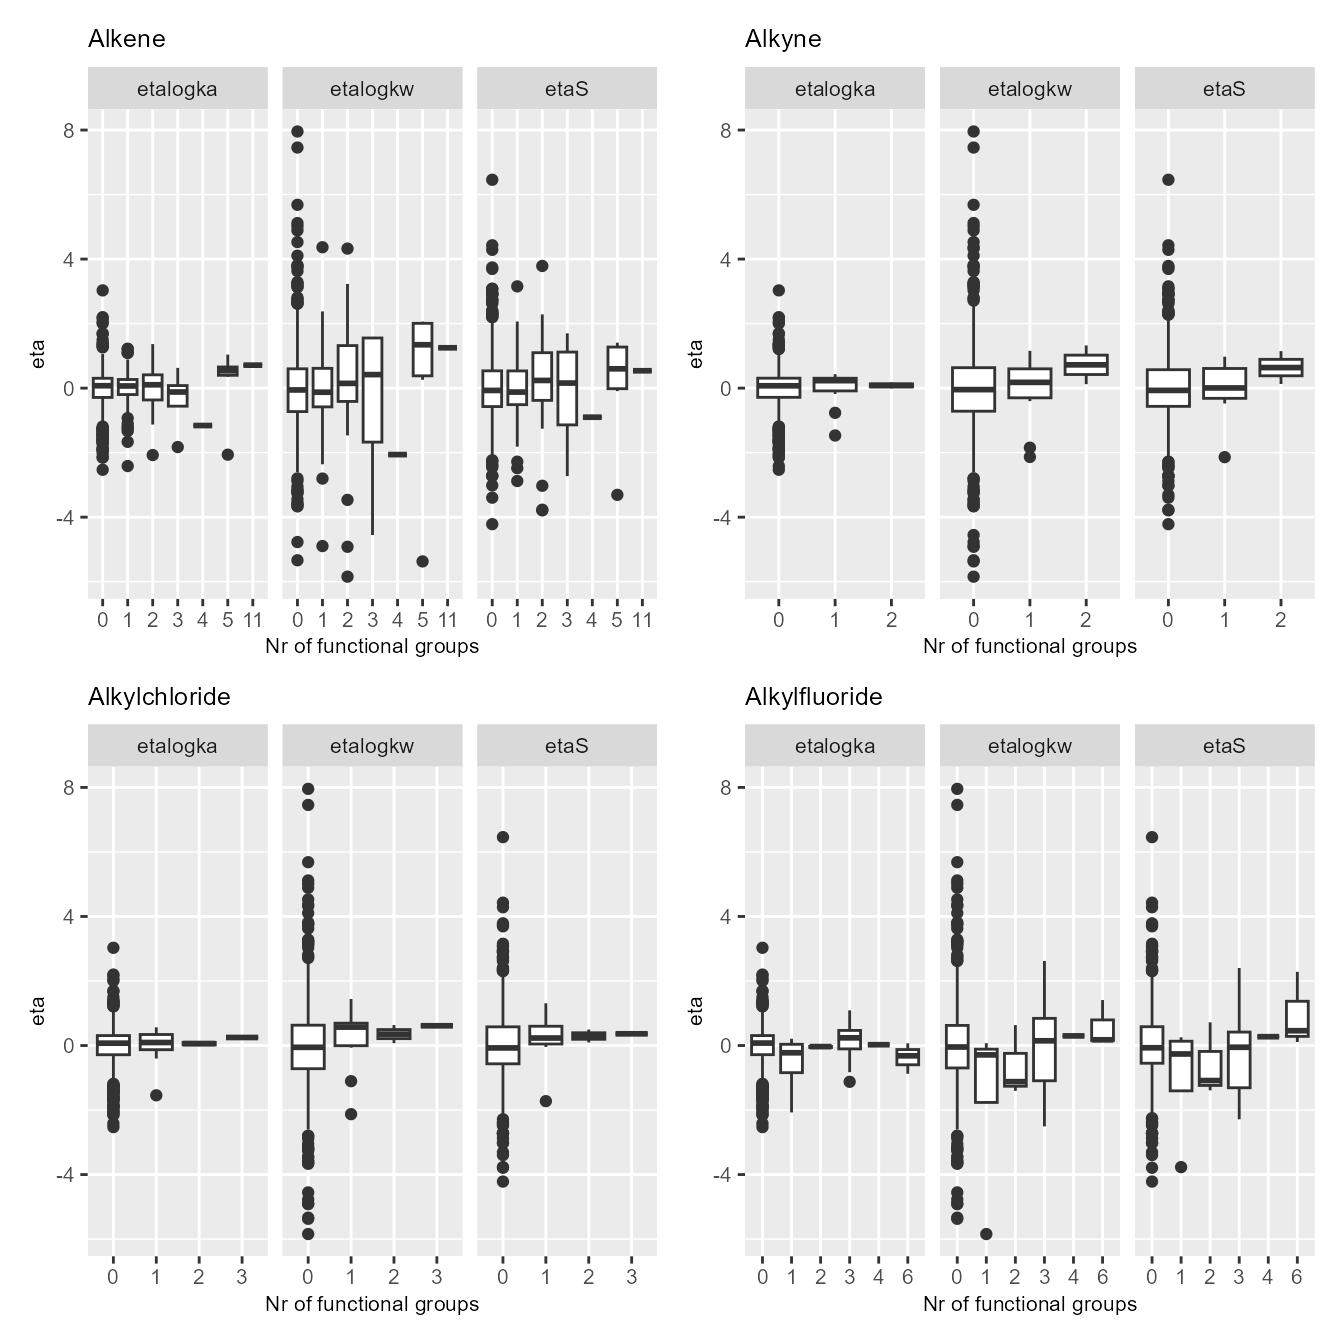 Alkene
etalogka etalogkw etaS
8
4
0
-4
eta
0 1 2 3 4 5 11 0 1 2 3 4 5 11 0 1 2 3 4 5 11
Nr of functional groups
Alkyne
etalogka etalogkw etaS
8
4
0
-4
eta
0 1 2 0 1 2 0 1 2
Nr of functional groups
Alkylchloride
etalogka etalogkw etaS
8
4
0
-4
eta
0 1 2 3 0 1 2 3 0 1 2 3
Nr of functional groups
Alkylfluoride
etalogka etalogkw etaS
8
4
0
-4
eta
0 1 2 3 4 6 0 1 2 3 4 6 0 1 2 3 4 6
Nr of functional groups